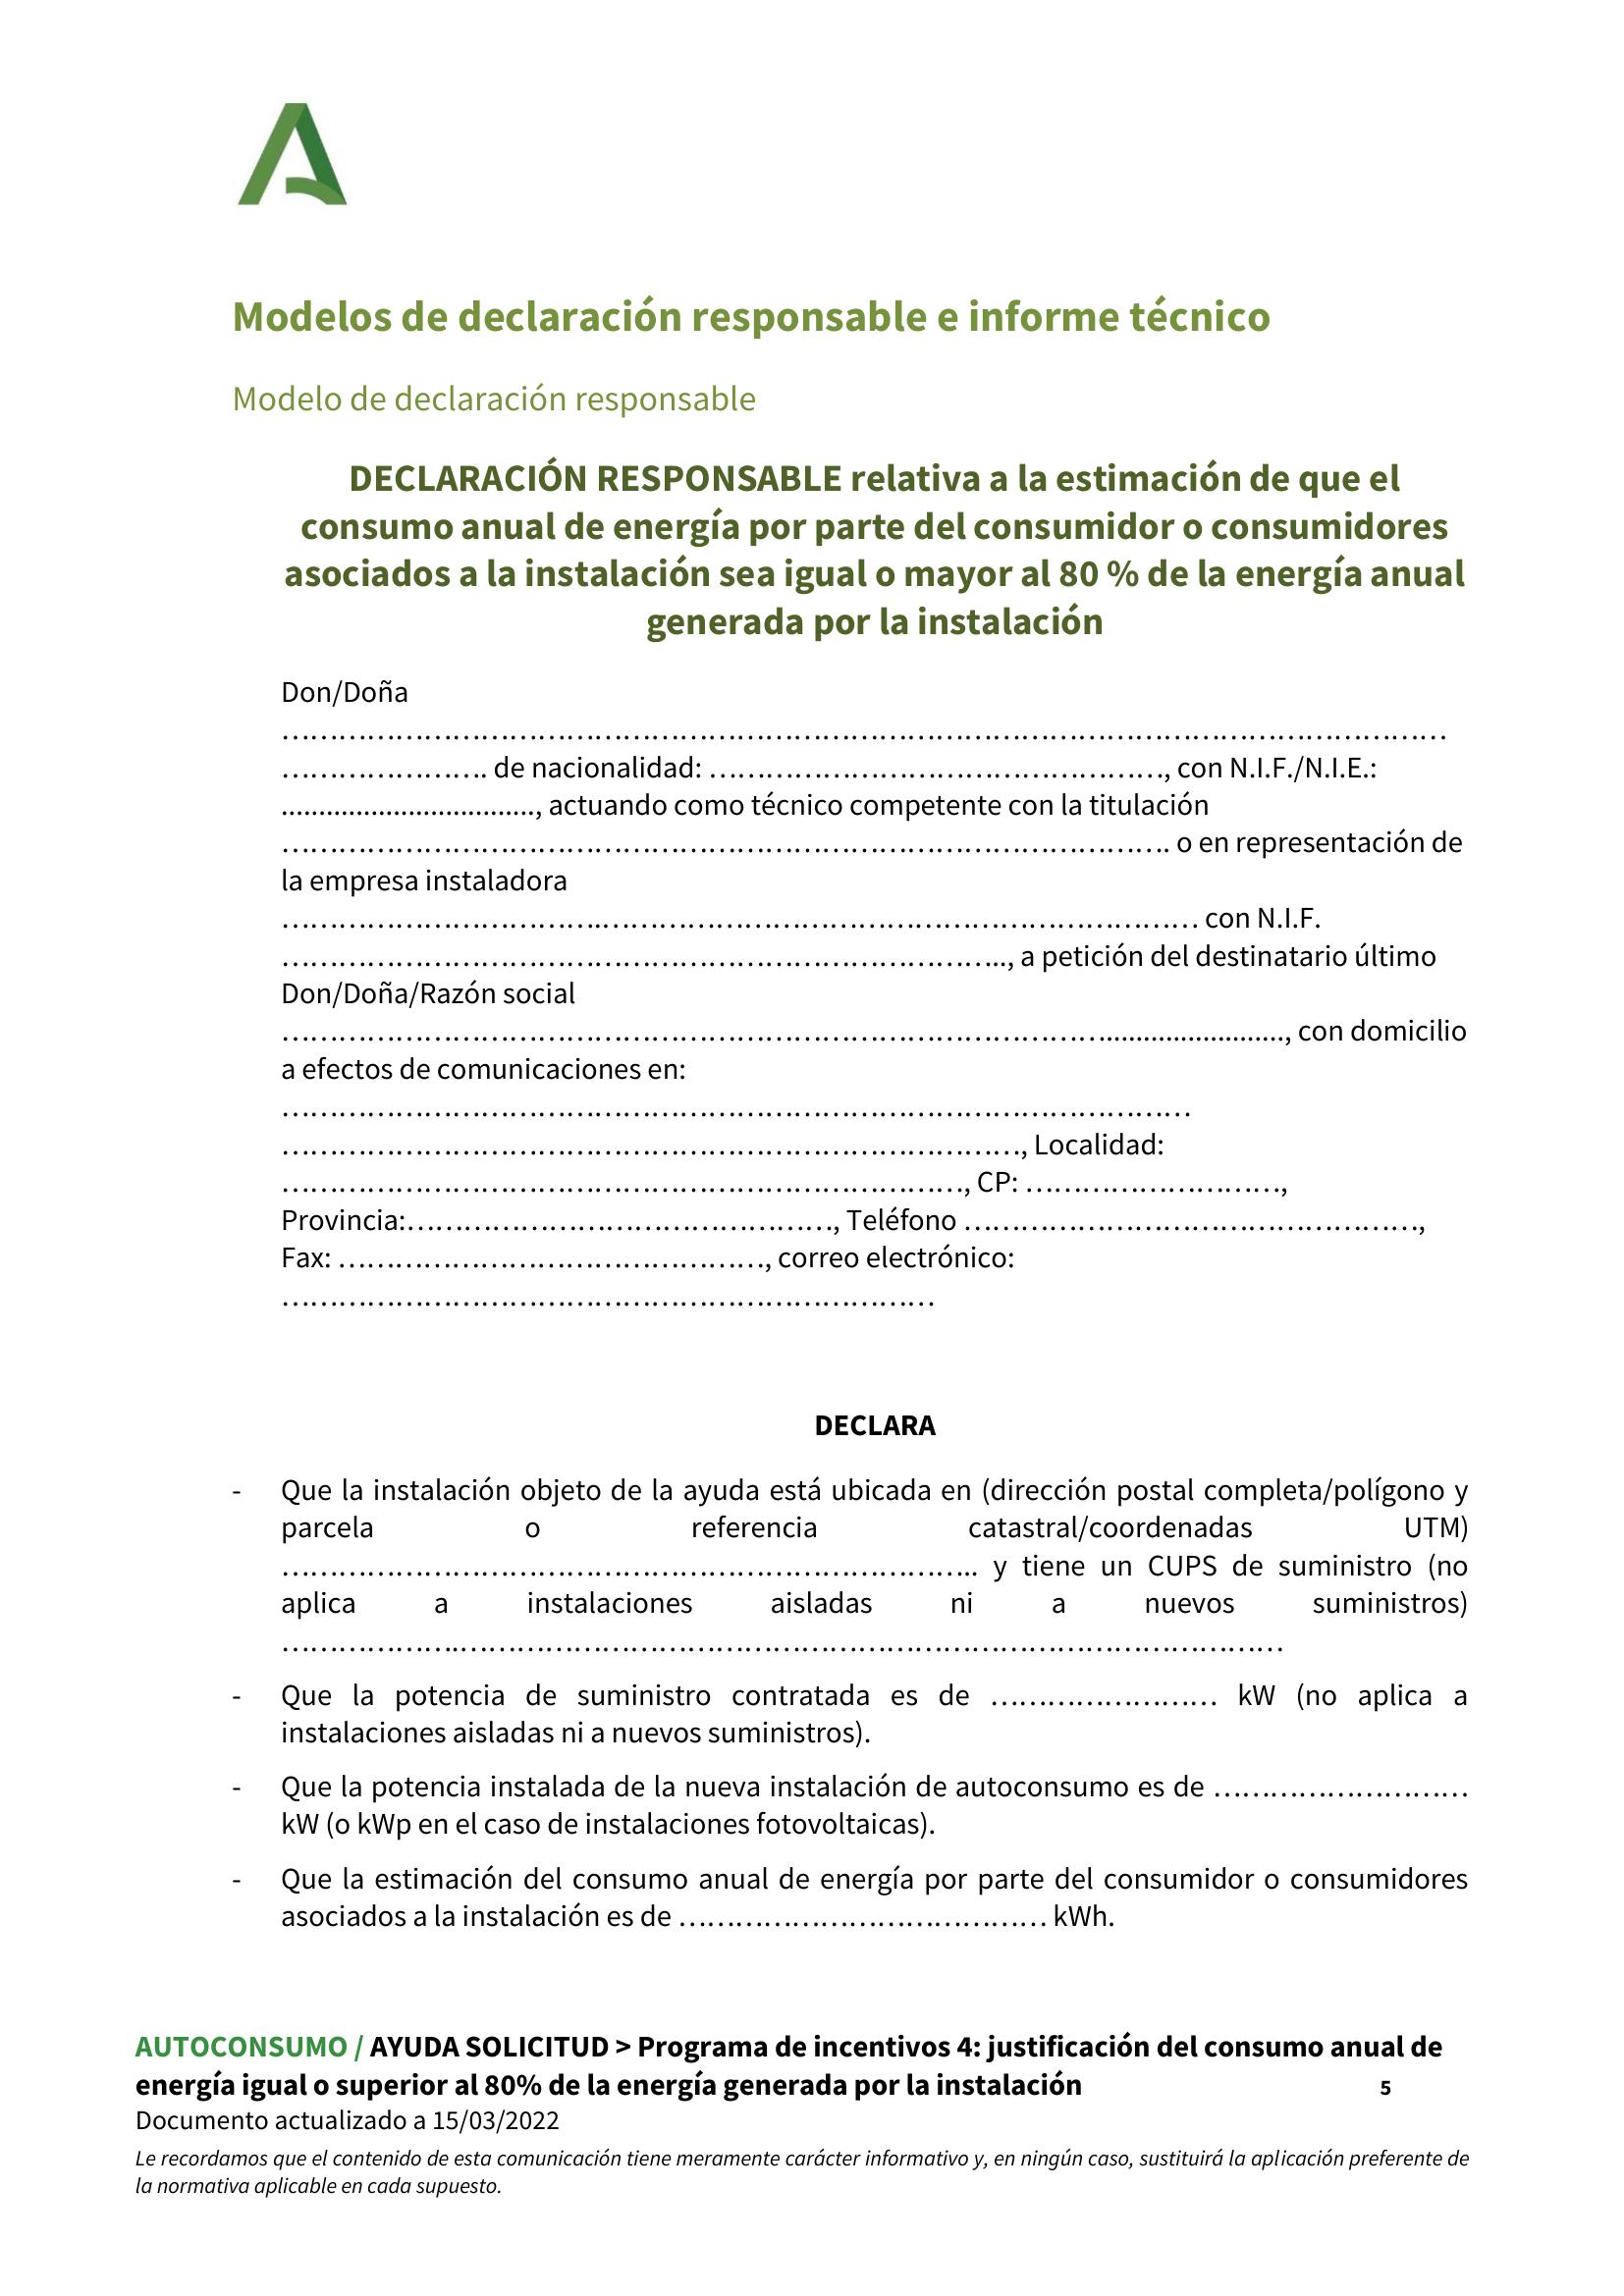 Modelos de declaración responsable e informe técnico
Modelo de declaración responsable
DECLARACIÓN RESPONSABLE relativa a la estimación de que el
consumo anual de energía por parte del consumidor o consumidores
asociados a la instalación sea igual o mayor al 80 % de la energía anual
generada por la instalación
Don/Doña
……………………………………………………………………………………………………………
…………………. de nacionalidad: …………………………………………, con N.I.F./N.I.E.:
.................................., actuando como técnico competente con la titulación
…………………………………………………………………………………. o en representación de
la empresa instaladora
…………………………….……………………………………………………… con N.I.F.
………………………………………………………………….., a petición del destinatario último
Don/Doña/Razón social
……………………………………………………………………………........................, con domicilio
a efectos de comunicaciones en:
……………………………………………………………………………………
……………………………………………………………………, Localidad:
………………………………………………………………, CP: ………………………,
Provincia:………………………………………, Teléfono …………………………………………,
Fax: ………………………………………, correo electrónico:
……………………………………………………………
DECLARA
- Que la instalación objeto de la ayuda está ubicada en (dirección postal completa/polígono y
parcela o referencia catastral/coordenadas UTM)
……………………………………………………………….. y tiene un CUPS de suministro (no
aplica a instalaciones aisladas ni a nuevos suministros)
……………….……………………………………………………………………………
- Que la potencia de suministro contratada es de …………………… kW (no aplica a
instalaciones aisladas ni a nuevos suministros).
- Que la potencia instalada de la nueva instalación de autoconsumo es de ………………………
kW (o kWp en el caso de instalaciones fotovoltaicas).
- Que la estimación del consumo anual de energía por parte del consumidor o consumidores
asociados a la instalación es de ………………………………… kWh.
AUTOCONSUMO / AYUDA SOLICITUD > Programa de incentivos 4: justificación del consumo anual de
energía igual o superior al 80% de la energía generada por la instalación 5
Documento actualizado a 15/03/2022
Le recordamos que el contenido de esta comunicación tiene meramente carácter informativo y, en ningún caso, sustituirá la aplicación preferente de
la normativa aplicable en cada supuesto.